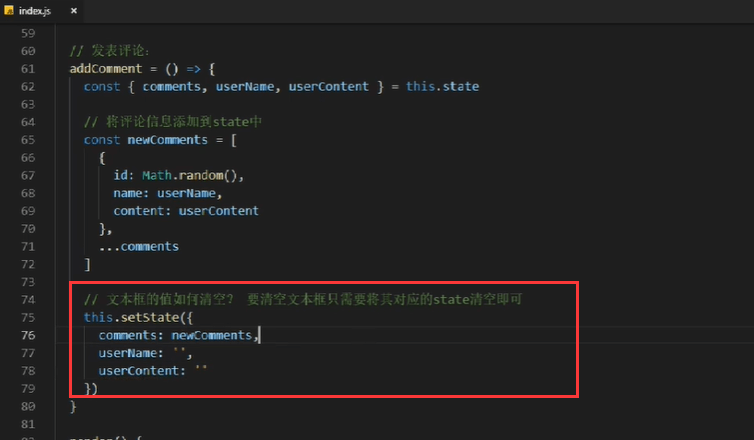 index.js ×
59
60 // 发表评论:
61 addComment = () => {
62 const { comments, userName, userContent } = this.state
63
64 // 将评论信息添加到state中
65 const newComments = [
66 {
67 id: Math.random(),
68 name: userName,
69 content: userContent
70 },
71 ...comments
72 ]
73
74 // 文本框的值如何清空? 要清空文本框只需要将其对应的state清空即可
75 this.setState({
76 comments: newComments,
77 userName: '',
78 userContent: ''
79 })
80 }
81
render() {